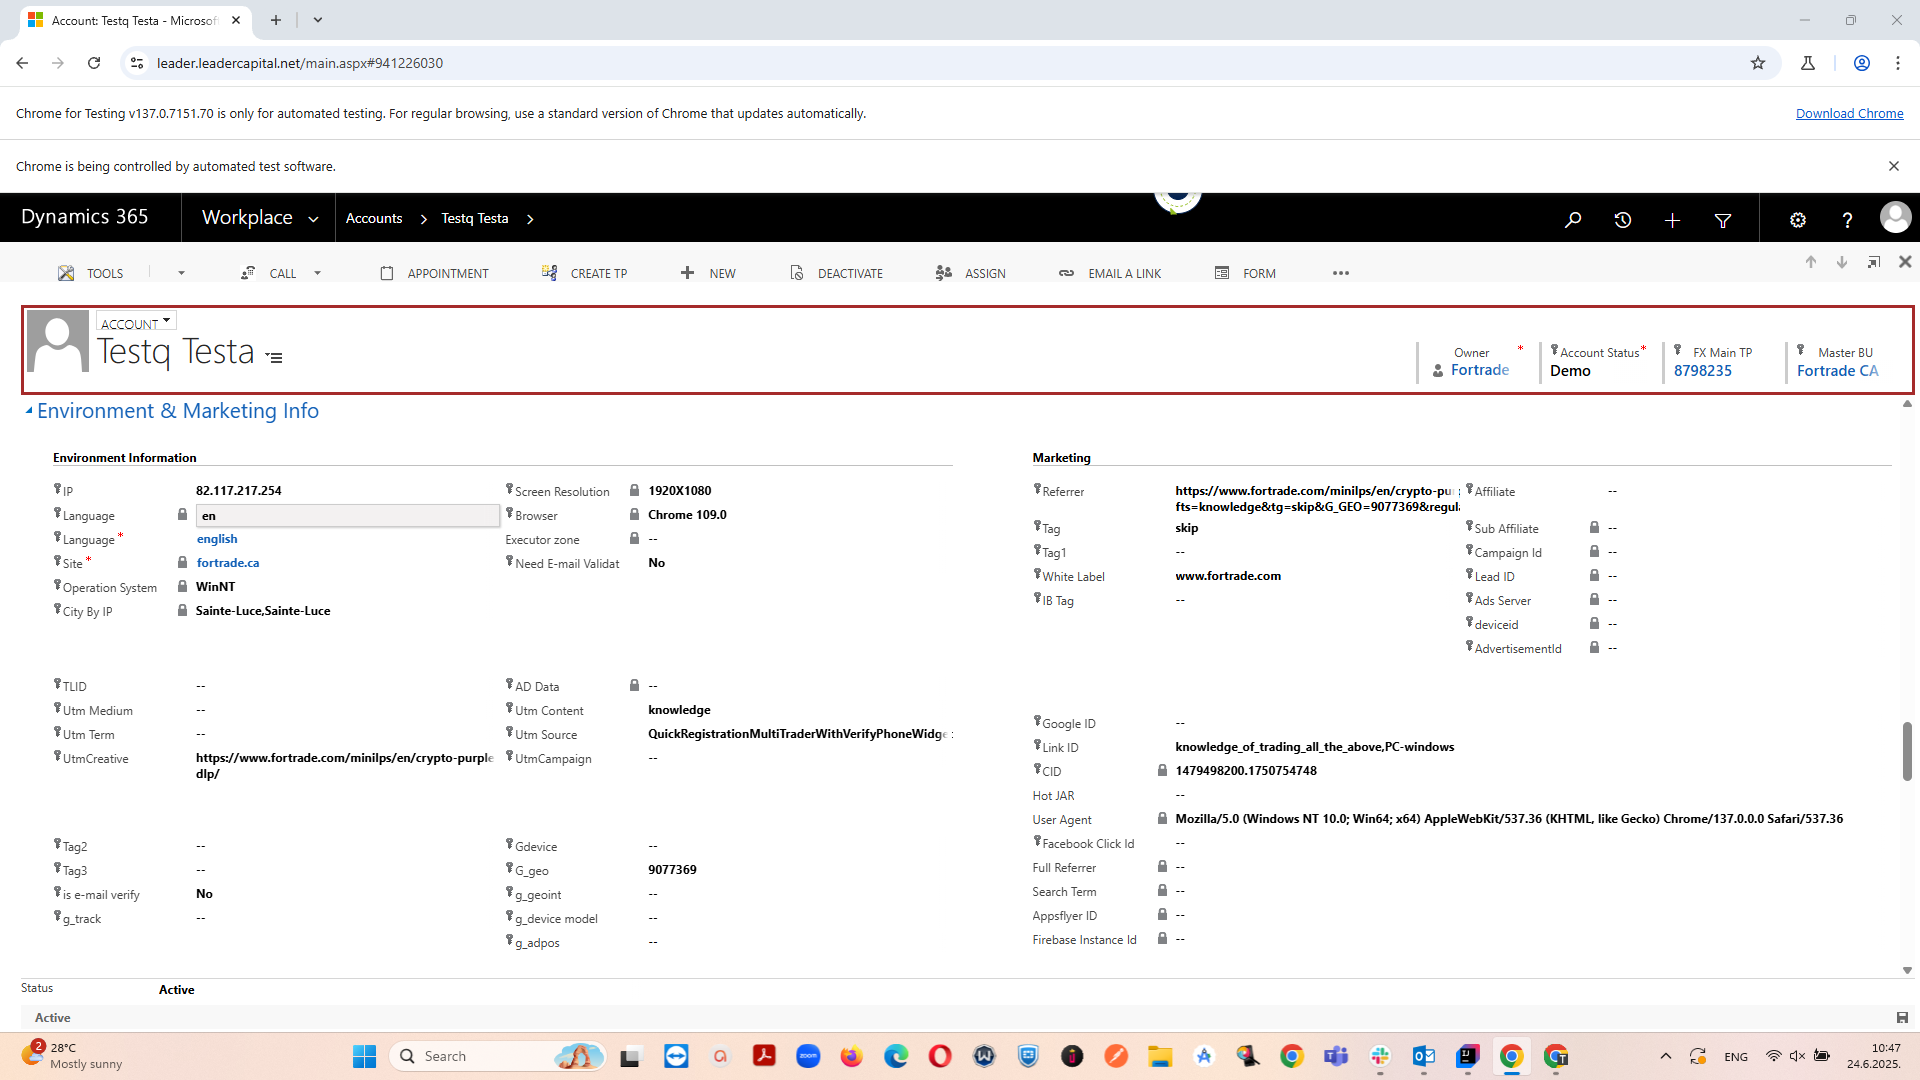 Account: Testq Testa - Microsof
leader.leadercapital.net/main.aspx#941226030
Chrome for Testing v137.0.7151.70 is only for automated testing. For regular browsing, use a standard version of Chrome that updates automatically.
Download Chrome
Chrome is being controlled by automated test software.
Dynamics 365
Workplace
Accounts
Testq Testa
TOOLS
CALL
APPOINTMENT
CREATE TP
NEW
DEACTIVATE
ASSIGN
EMAIL A LINK
FORM
ACCOUNT
Testq Testa
Owner *
Fortrade
Account Status*
Demo
FX Main TP
8798235
Master BU
Fortrade CA
Environment & Marketing Info
Environment Information
IP 82.117.217.254
Language en
Language* english
Site* fortrade.ca
Operation System WinNT
City By IP Sainte-Luce,Sainte-Luce
Screen Resolution 1920X1080
Browser Chrome 109.0
Executor zone --
Need E-mail Validat No
TLID --
Utm Medium --
Utm Term --
UtmCreative https://www.fortrade.com/minilps/en/crypto-purple
dlp/
AD Data --
Utm Content knowledge
Utm Source QuickRegistrationMultiTraderWithVerifyPhoneWidge
UtmCampaign --
Tag2 --
Tag3 --
is e-mail verify No
g_track --
Gdevice --
G_geo 9077369
g_geoint --
g_device model --
g_adpos --
Marketing
Referrer https://www.fortrade.com/minilps/en/crypto-pu
fts=knowledge&tg=skip&G_GEO=9077369&regul
Tag skip
Tag1 --
White Label www.fortrade.com
IB Tag --
Affiliate --
Sub Affiliate --
Campaign Id --
Lead ID --
Ads Server --
deviceid --
AdvertisementId --
Google ID --
Link ID knowledge_of_trading_all_the_above,PC-windows
CID 1479498200.1750754748
Hot JAR --
User Agent Mozilla/5.0 (Windows NT 10.0; Win64; x64) AppleWebKit/537.36 (KHTML, like Gecko) Chrome/137.0.0.0 Safari/537.36
Facebook Click Id --
Full Referrer --
Search Term --
Appsflyer ID --
Firebase Instance Id --
Status Active
Active
2
28°C
Mostly sunny
Search
zoom
ENG
10:47
24.6.2025.